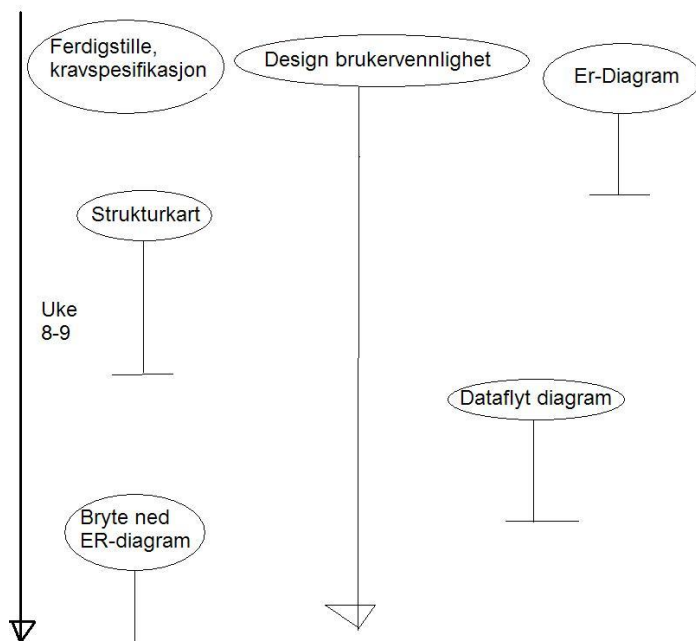 Ferdigstille,
kravspesifikasjon
Design brukervennlighet
Er-Diagram
Strukturkart
Uke
8-9
Dataflyt diagram
Bryte ned
ER-diagram